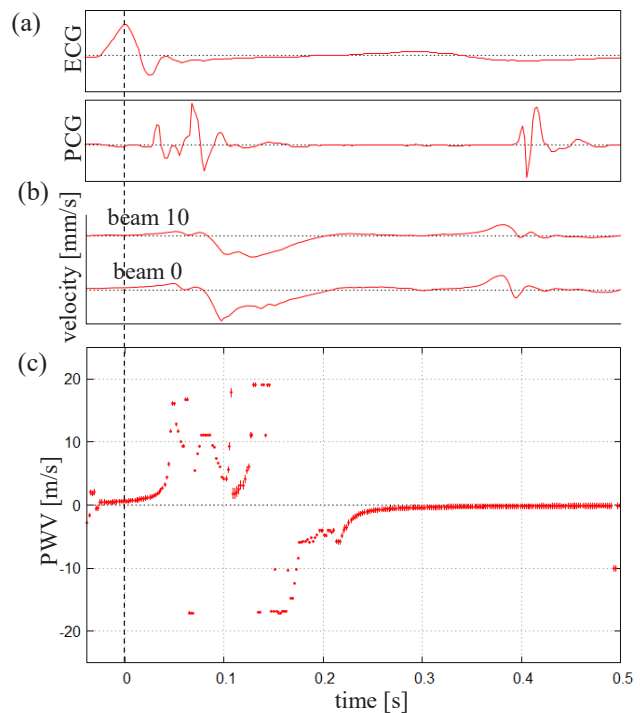 (a)
ECG
PCG
(b)
velocity [mm/s]
beam 10
beam 0
(c)
PWV [m/s]
20
10
0
-10
-20
0
0.1
0.2
0.3
0.4
0.5
time [s]